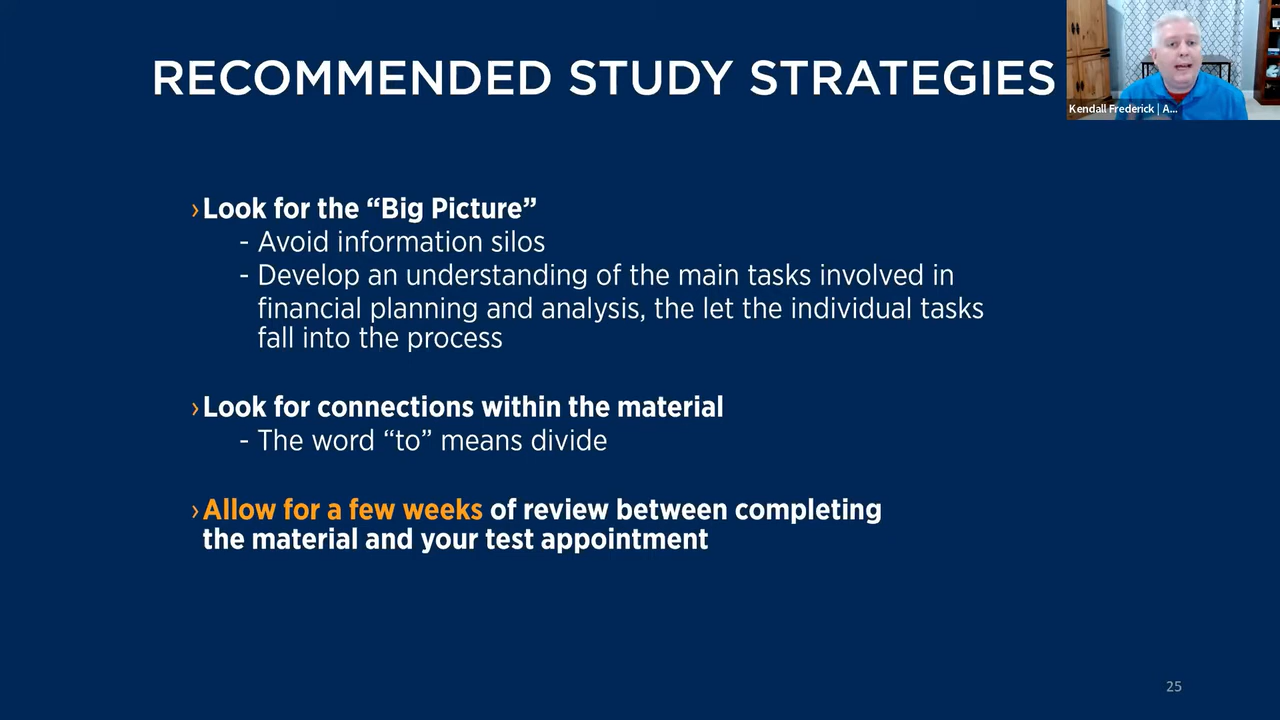 RECOMMENDED STUDY STRATEGIES
Kendall Frederick | A...
›Look for the “Big Picture”
- Avoid information silos
- Develop an understanding of the main tasks involved in
financial planning and analysis, the let the individual tasks
fall into the process
›Look for connections within the material
- The word “to” means divide
›Allow for a few weeks of review between completing
the material and your test appointment
25